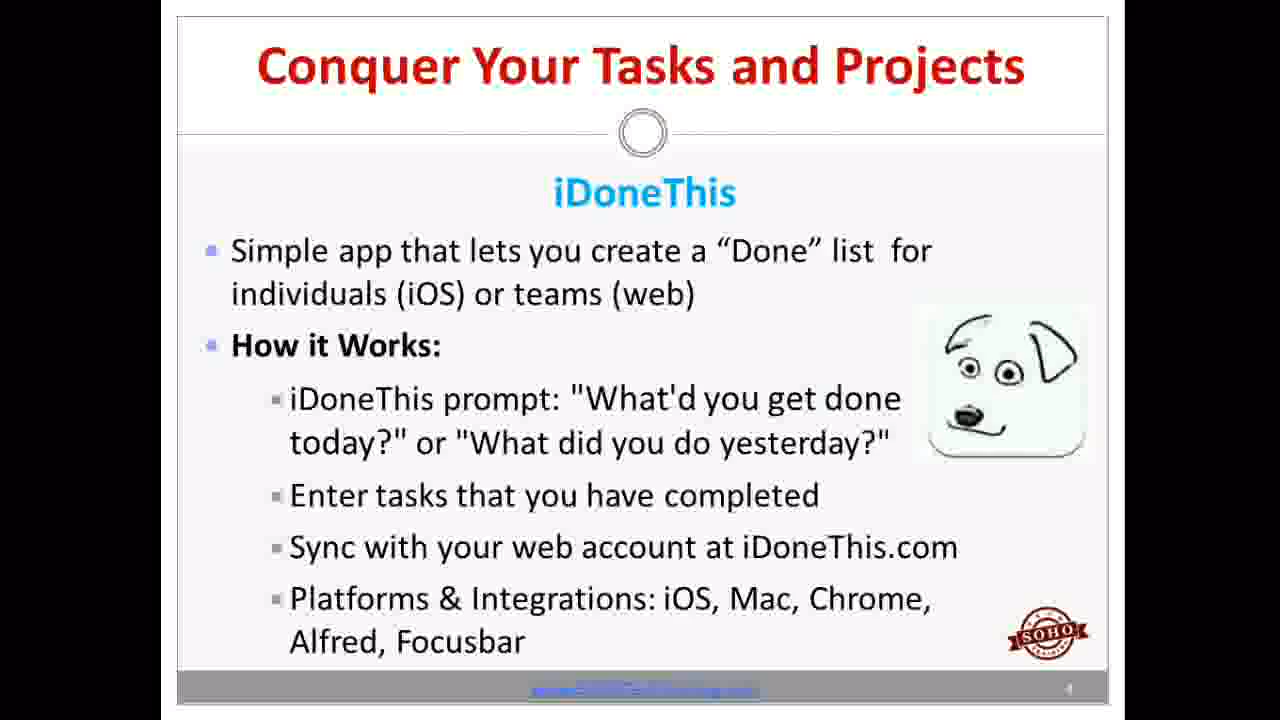 Conquer Your Tasks and Projects
iDoneThis
Simple app that lets you create a “Done” list for
individuals (iOS) or teams (web)
How it Works:
iDoneThis prompt: "What'd you get done
today?" or "What did you do yesterday?"
Enter tasks that you have completed
Sync with your web account at iDoneThis.com
Platforms & Integrations: iOS, Mac, Chrome,
Alfred, Focusbar
SOHO